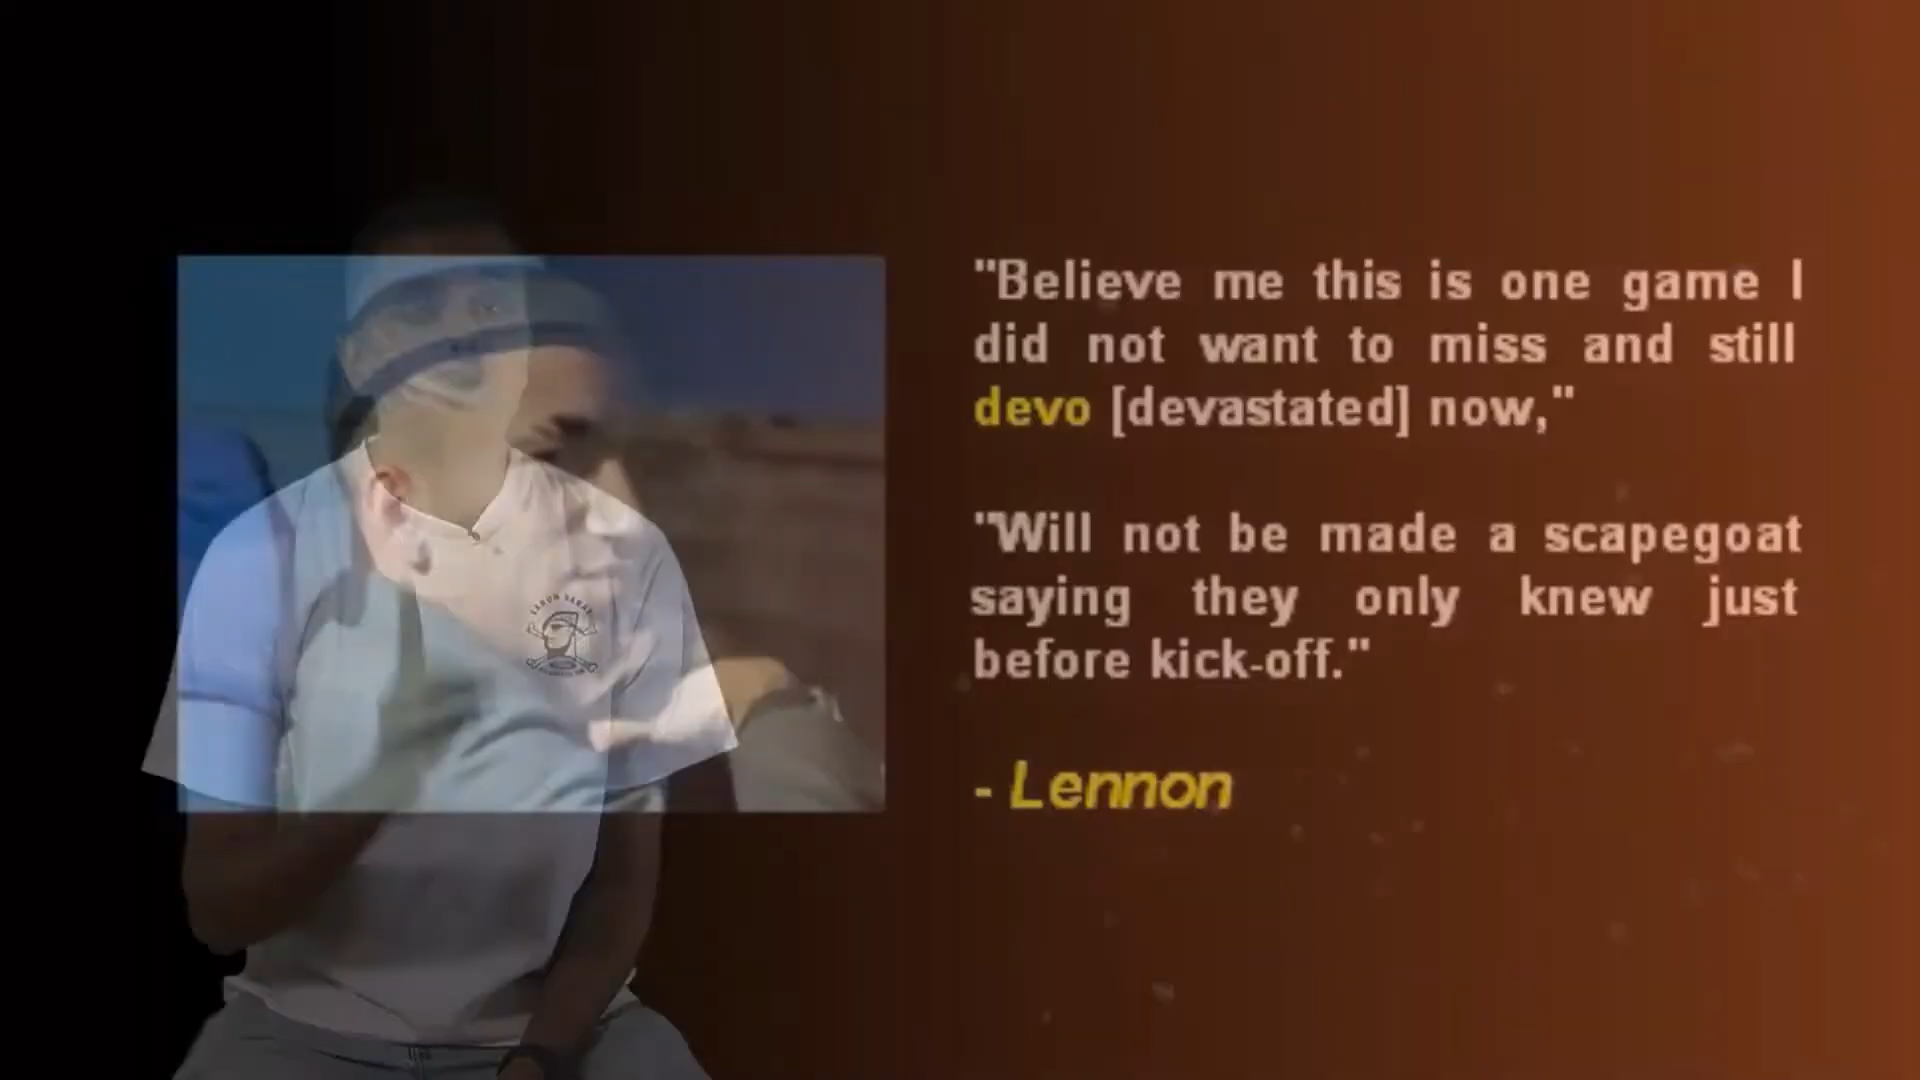 "Believe me this is one game I
did not want to miss and still
devo [devastated] now,"
"Will not be made a scapegoat
saying they only knew just
before kick-off."
- Lennon